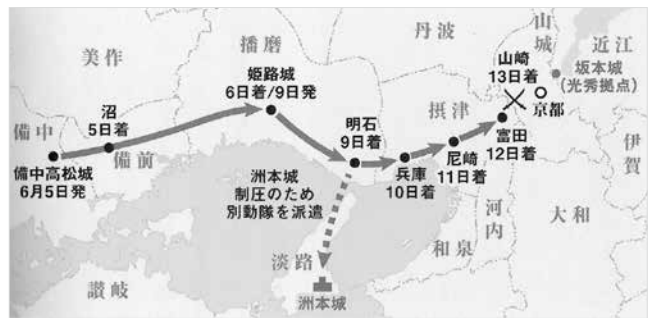 美作
播磨
丹波
山城
近江
山崎
13日着
坂本城
(光秀拠点)
京都
姫路城
6日着/9日発
沼
5日着
備中
備前
備中高松城
6月5日発
明石
9日着
摂津
兵庫
10日着
尼崎
11日着
富田
12日着
伊賀
洲本城
制圧のため
別動隊を派遣
河内
大和
和泉
淡路
讃岐
洲本城